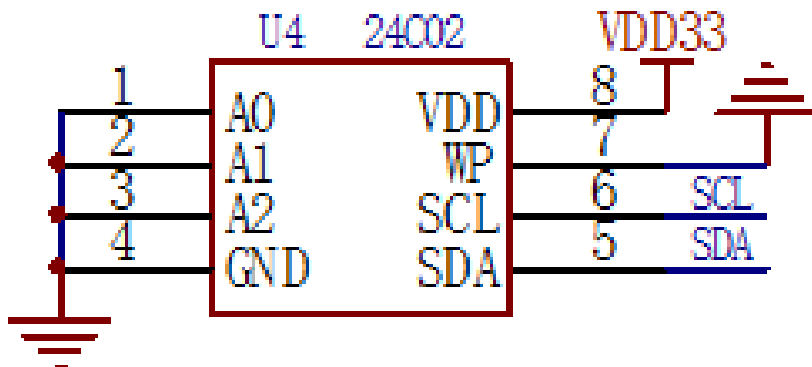 U4 24C02 VDD33
1 A0 VDD 8
2 A1 WP 7
3 A2 SCL 6 SCL
4 GND SDA 5 SDA